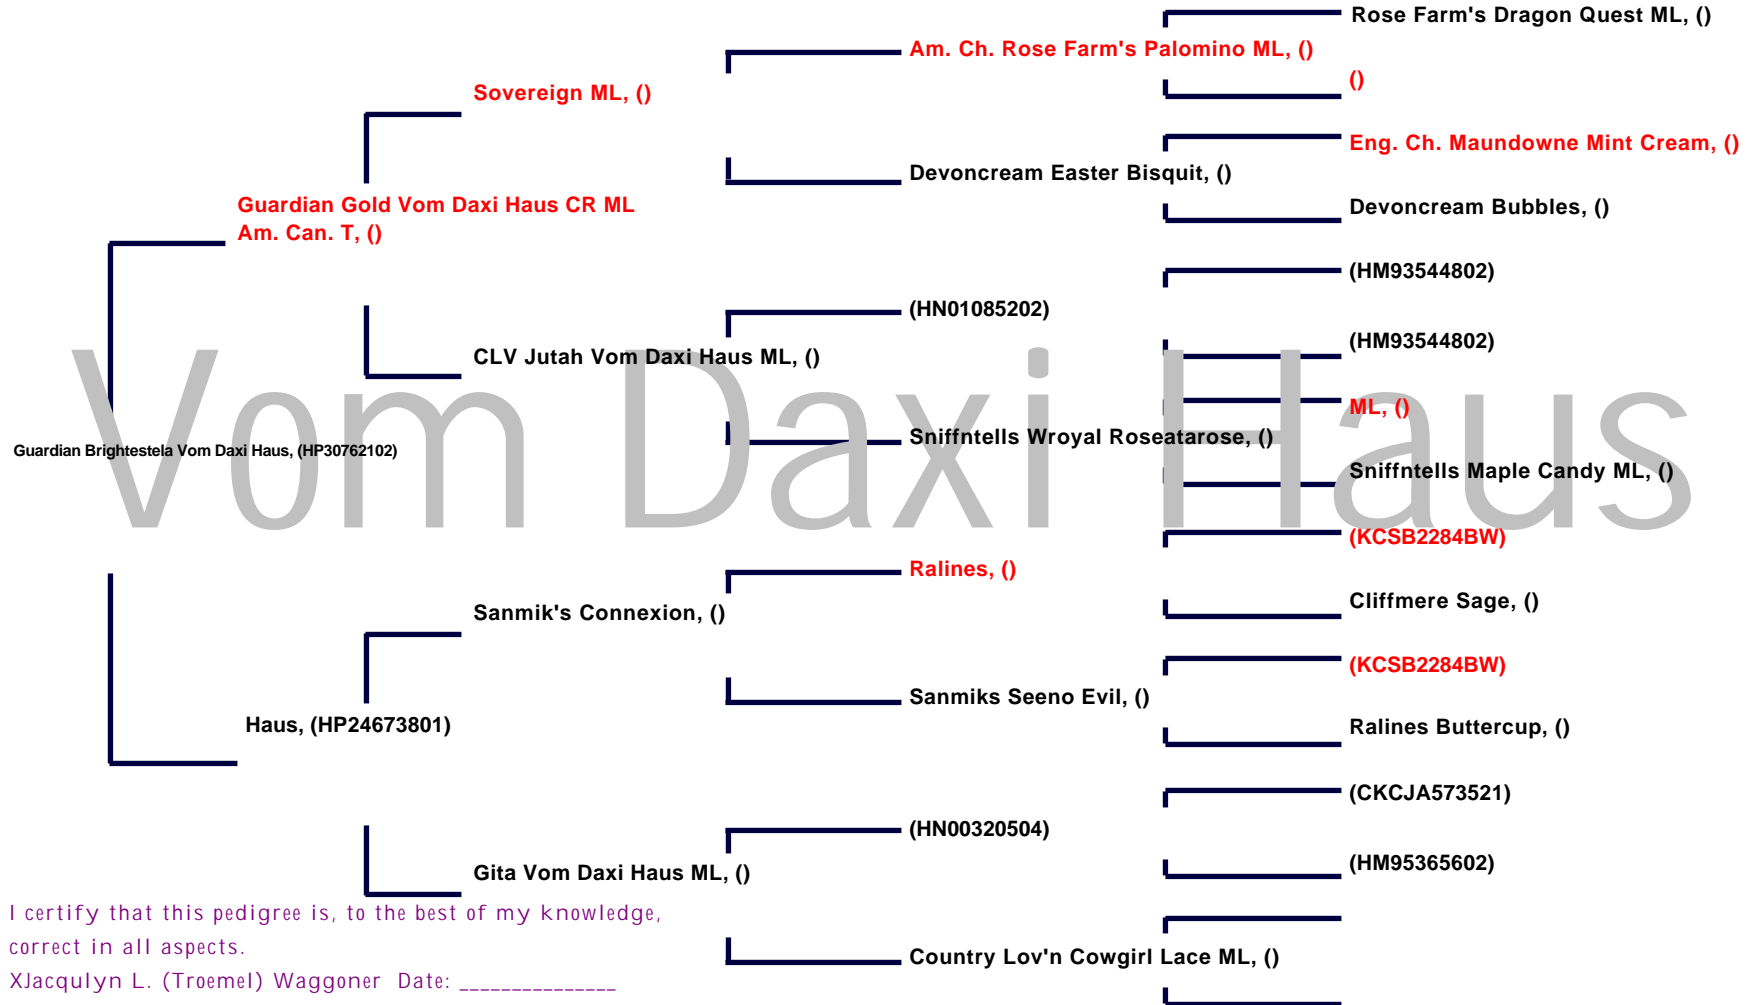 Rose Farm's Dragon Quest ML, ()
Am. Ch. Rose Farm's Palomino ML, ()
()
Sovereign ML, ()
Eng. Ch. Maundowne Mint Cream, ()
Devoncream Easter Bisquit, ()
Guardian Gold Vom Daxi Haus CR ML
Am. Can. T, ()
Devoncream Bubbles, ()
(HM93544802)
(HN01085202)
(HM93544802)
CLV Jutah Vom Daxi Haus ML, ()
ML, ()
Sniffntells Wroyal Roseatarose, ()
Guardian Brightestela Vom Daxi Haus, (HP30762102)
Vom Daxi Haus
Sniffntells Maple Candy ML, ()
(KCSB2284BW)
Ralines, ()
Cliffmere Sage, ()
Sanmik's Connexion, ()
(KCSB2284BW)
Sanmiks Seeno Evil, ()
Haus, (HP24673801)
Ralines Buttercup, ()
(CKCJA573521)
(HN00320504)
(HM95365602)
Gita Vom Daxi Haus ML, ()
Country Lov'n Cowgirl Lace ML, ()
I certify that this pedigree is, to the best of my knowledge,
correct in all aspects.
XJacqulyn L. (Troemel) Waggoner Date: _______________